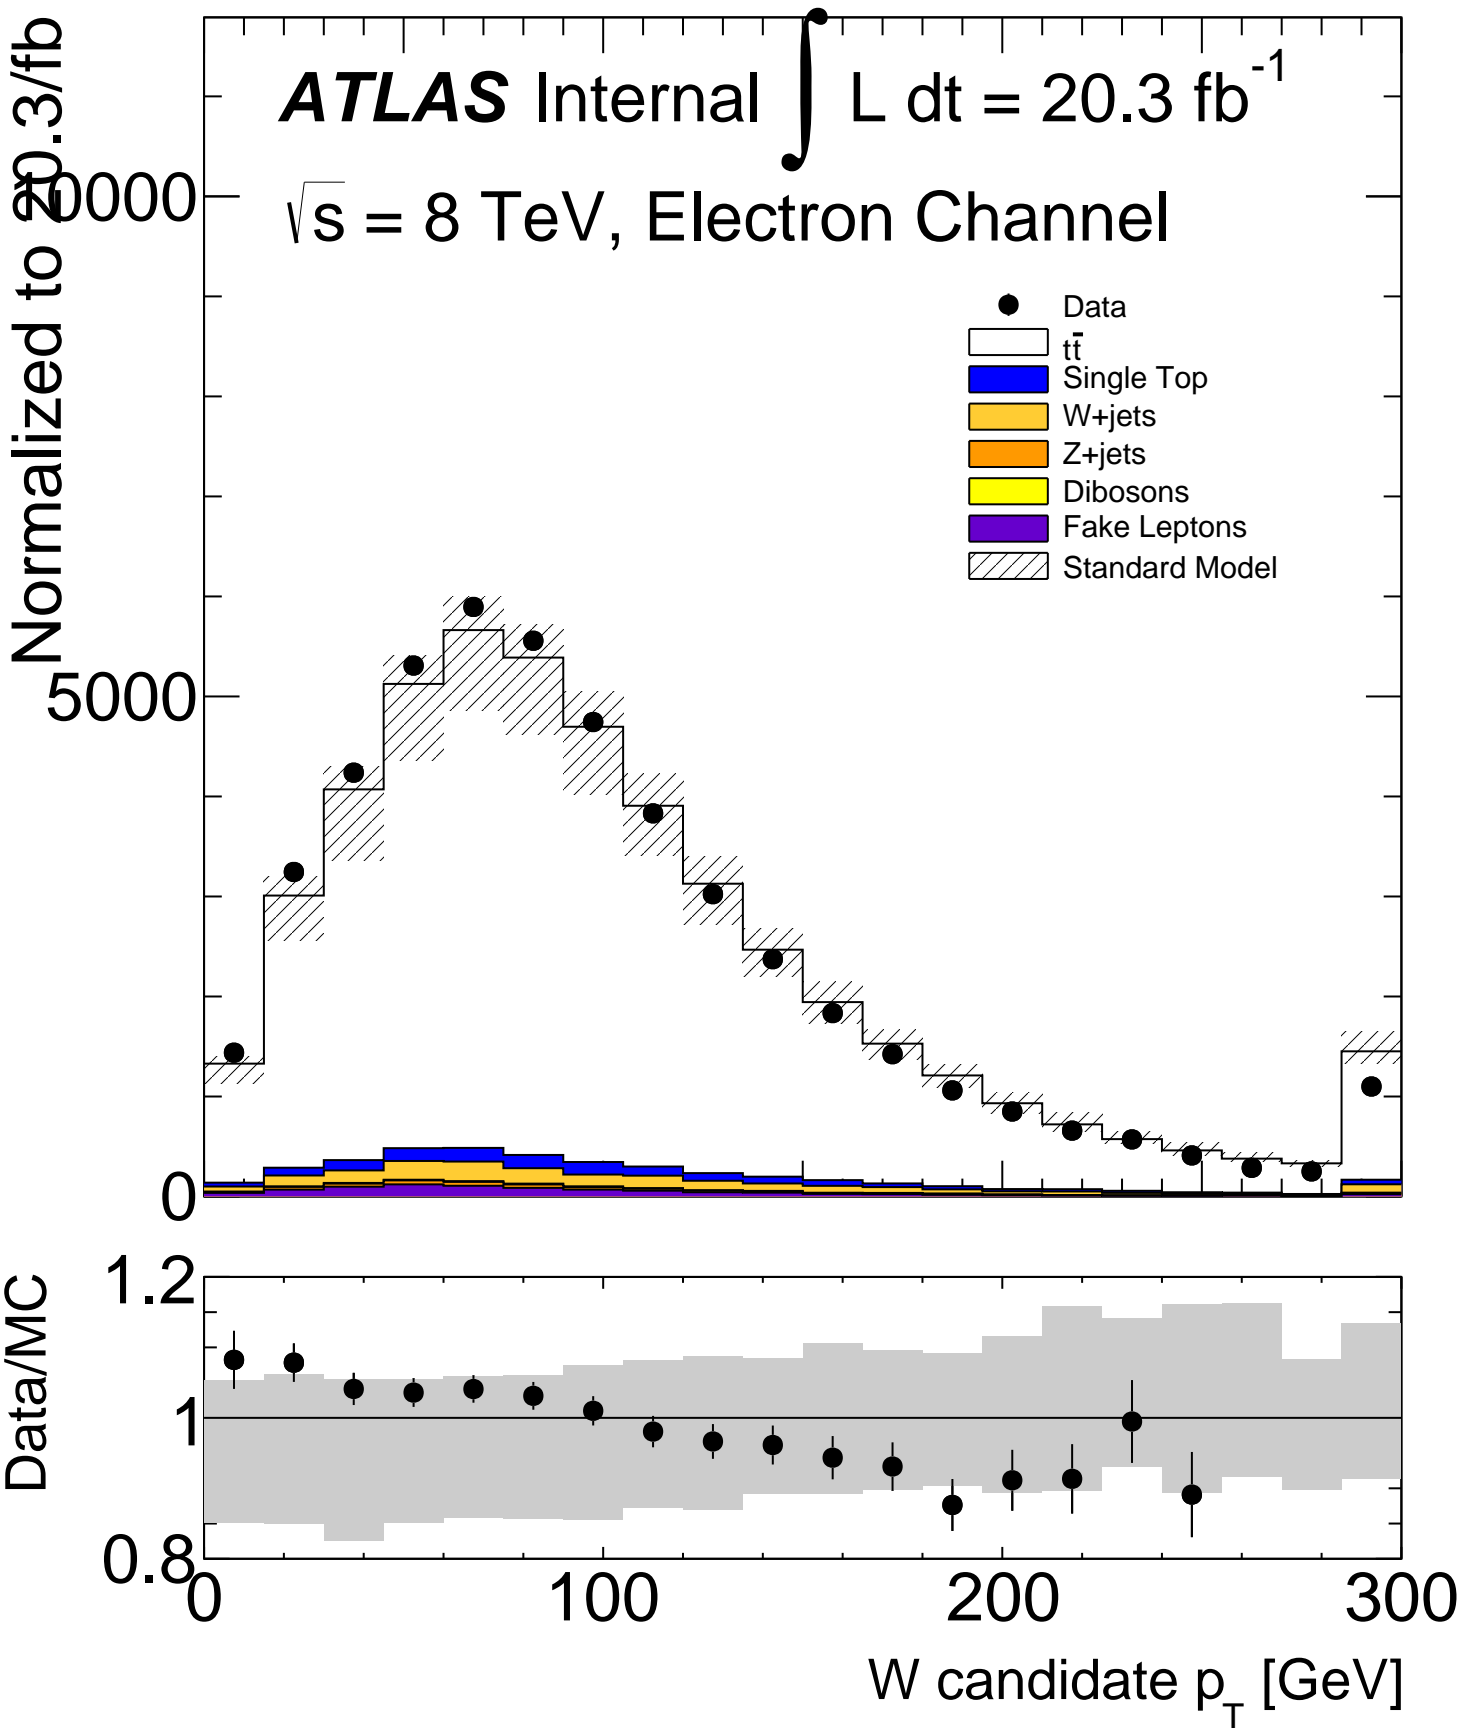 Normalized to 20.3/fb
ATLAS Internal ∫ L dt = 20.3 fb⁻¹
√s = 8 TeV, Electron Channel
Data
tt̄
Single Top
W+jets
Z+jets
Dibosons
Fake Leptons
Standard Model
10000
5000
0
Data/MC
1.2
1
0.8
0 100 200 300
W candidate p_T [GeV]